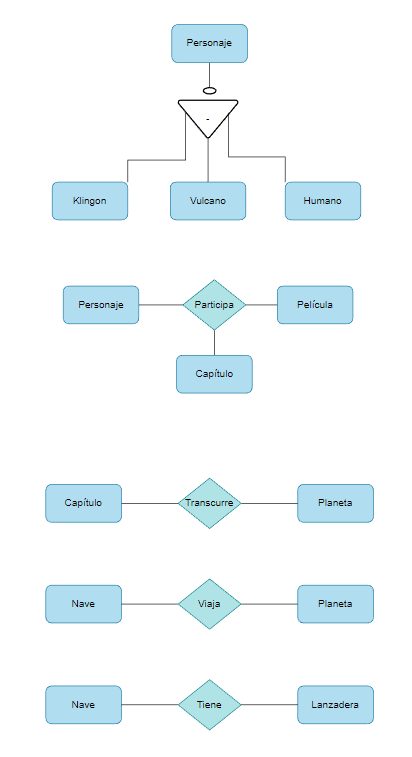 Personaje
-
Klingon
Vulcano
Humano
Personaje
Participa
Película
Capítulo
Capítulo
Transcurre
Planeta
Nave
Viaja
Planeta
Nave
Tiene
Lanzadera